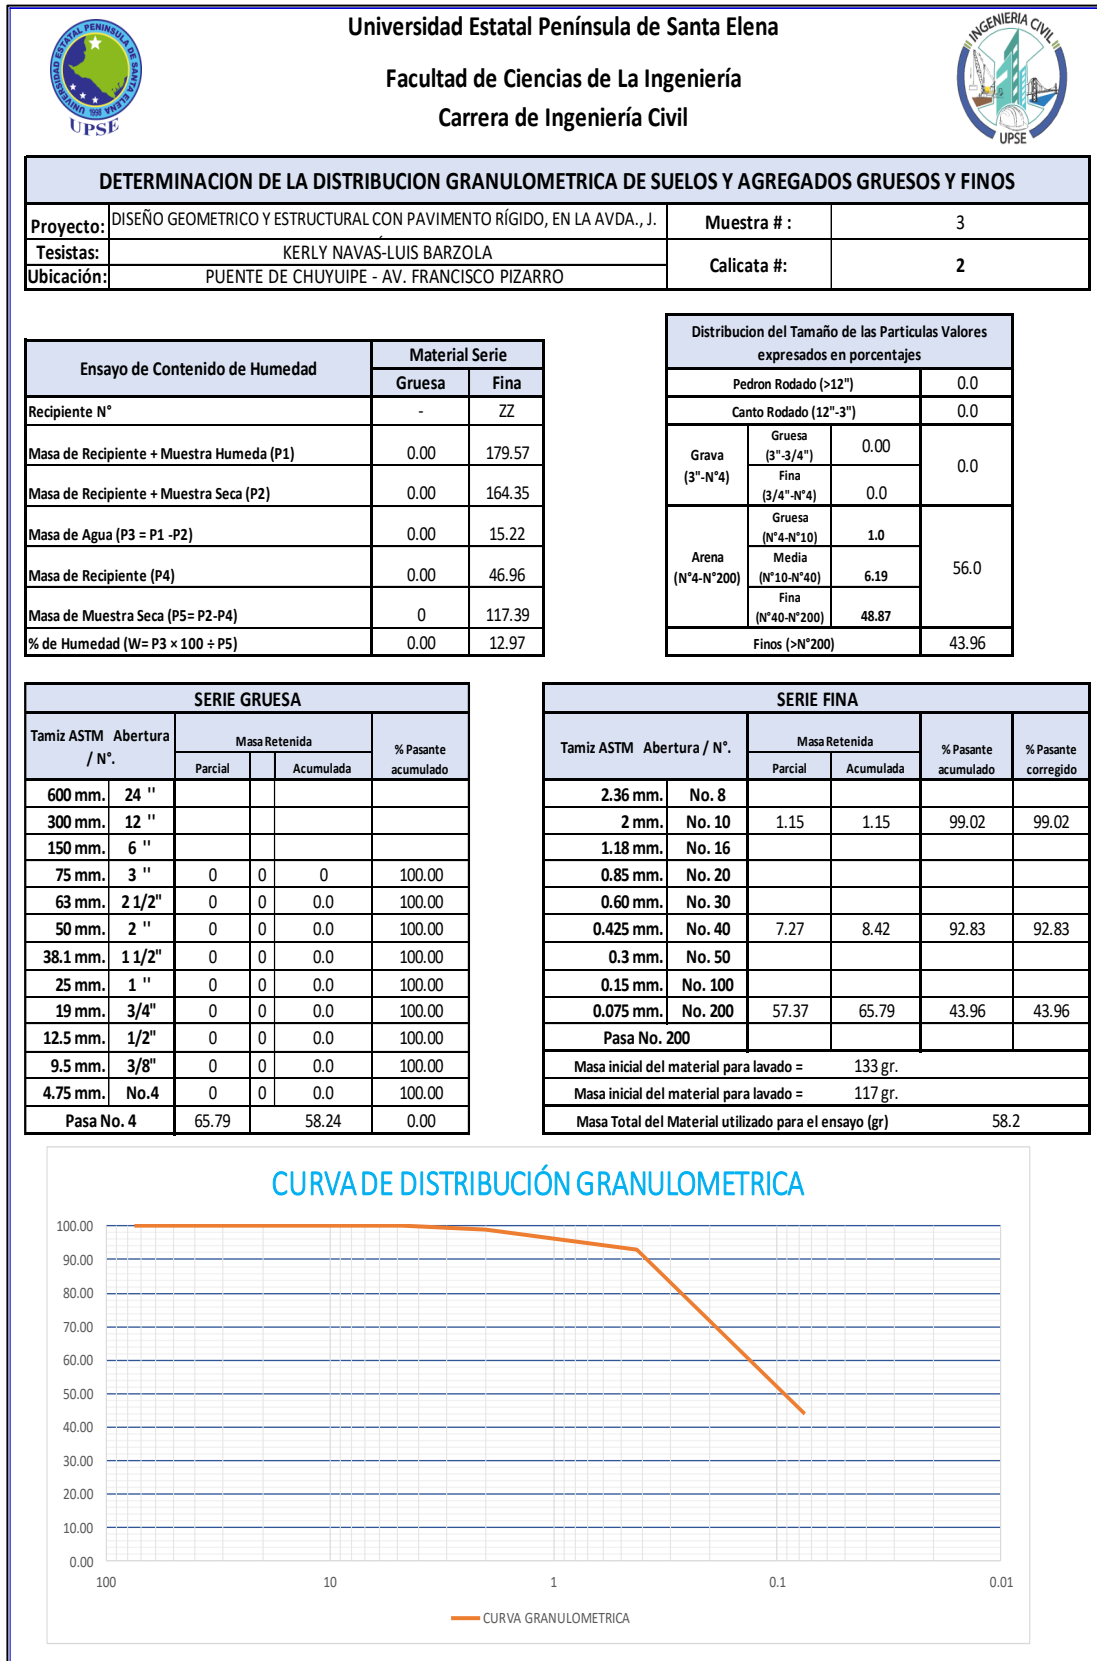 Universidad Estatal Península de Santa Elena
Facultad de Ciencias de La Ingeniería
Carrera de Ingeniería Civil
UNIVERSIDAD ESTATAL PENINSULA DE SANTA ELENA
1998
UPSE
INGENIERIA CIVIL
UPSE
DETERMINACION DE LA DISTRIBUCION GRANULOMETRICA DE SUELOS Y AGREGADOS GRUESOS Y FINOS
Proyecto: DISEÑO GEOMETRICO Y ESTRUCTURAL CON PAVIMENTO RÍGIDO, EN LA AVDA., J. Muestra # : 3
Tesistas: KERLY NAVAS-LUIS BARZOLA
Calicata #: 2
Ubicación: PUENTE DE CHUYUIPE - AV. FRANCISCO PIZARRO
Ensayo de Contenido de Humedad Material Serie
Gruesa Fina
Recipiente N° - ZZ
Masa de Recipiente + Muestra Humeda (P1) 0.00 179.57
Masa de Recipiente + Muestra Seca (P2) 0.00 164.35
Masa de Agua (P3 = P1 -P2) 0.00 15.22
Masa de Recipiente (P4) 0.00 46.96
Masa de Muestra Seca (P5= P2-P4) 0 117.39
% de Humedad (W= P3 × 100 ÷ P5) 0.00 12.97
Distribucion del Tamaño de las Particulas Valores
expresados en porcentajes
Pedron Rodado (>12") 0.0
Canto Rodado (12"-3") 0.0
Grava
(3"-N°4)
Gruesa
(3"-3/4") 0.00
0.0
Fina
(3/4"-N°4) 0.0
Arena
(N°4-N°200)
Gruesa
(N°4-N°10) 1.0
Media
(N°10-N°40) 6.19
56.0
Fina
(N°40-N°200) 48.87
Finos (>N°200) 43.96
SERIE GRUESA
Tamiz ASTM Abertura
/ N°.
Masa Retenida
% Pasante
acumulado
Parcial Acumulada
600 mm. 24 ''
300 mm. 12 ''
150 mm. 6 ''
75 mm. 3 '' 0 0 0 100.00
63 mm. 2 1/2" 0 0 0.0 100.00
50 mm. 2 '' 0 0 0.0 100.00
38.1 mm. 1 1/2" 0 0 0.0 100.00
25 mm. 1 '' 0 0 0.0 100.00
19 mm. 3/4" 0 0 0.0 100.00
12.5 mm. 1/2" 0 0 0.0 100.00
9.5 mm. 3/8" 0 0 0.0 100.00
4.75 mm. No.4 0 0 0.0 100.00
Pasa No. 4 65.79 58.24 0.00
SERIE FINA
Tamiz ASTM Abertura / N°.
Masa Retenida
% Pasante
acumulado
% Pasante
corregido
Parcial Acumulada
2.36 mm. No. 8
2 mm. No. 10 1.15 1.15 99.02 99.02
1.18 mm. No. 16
0.85 mm. No. 20
0.60 mm. No. 30
0.425 mm. No. 40 7.27 8.42 92.83 92.83
0.3 mm. No. 50
0.15 mm. No. 100
0.075 mm. No. 200 57.37 65.79 43.96 43.96
Pasa No. 200
Masa inicial del material para lavado = 133 gr.
Masa inicial del material para lavado = 117 gr.
Masa Total del Material utilizado para el ensayo (gr) 58.2
CURVA DE DISTRIBUCIÓN GRANULOMETRICA
100.00
90.00
80.00
70.00
60.00
50.00
40.00
30.00
20.00
10.00
0.00
100 10 1 0.1 0.01
CURVA GRANULOMETRICA